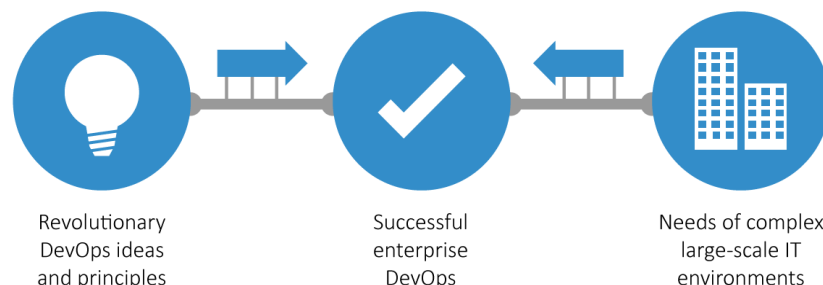 Revolutionary
DevOps ideas
and principles
Successful
enterprise
DevOps
Needs of complex
large-scale IT
environments